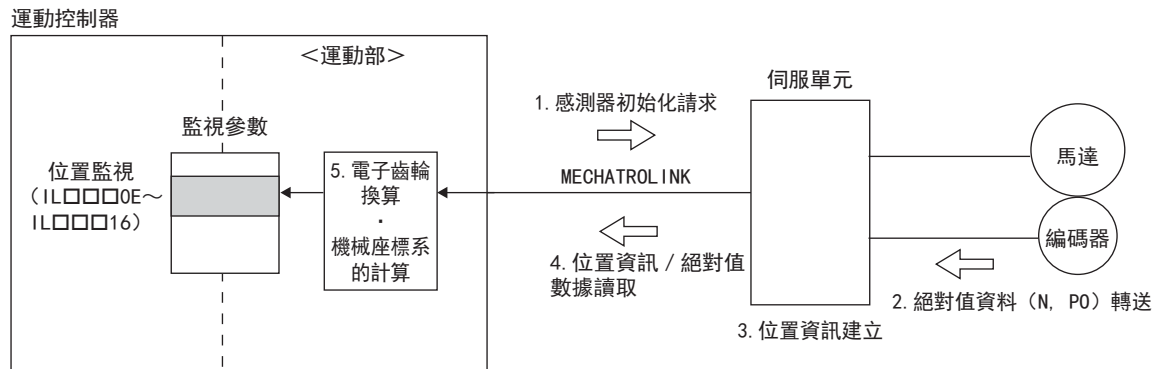 運動控制器
＜運動部＞
監視參數
位置監視
（IL□□□0E～
IL□□□16）
5. 電子齒輪
換算
・
機械座標系
的計算
1. 感測器初始化請求
MECHATROLINK
4. 位置資訊 / 絕對值
數據讀取
伺服單元
3. 位置資訊建立
馬達
編碼器
2. 絕對值資料（N, PO）轉送